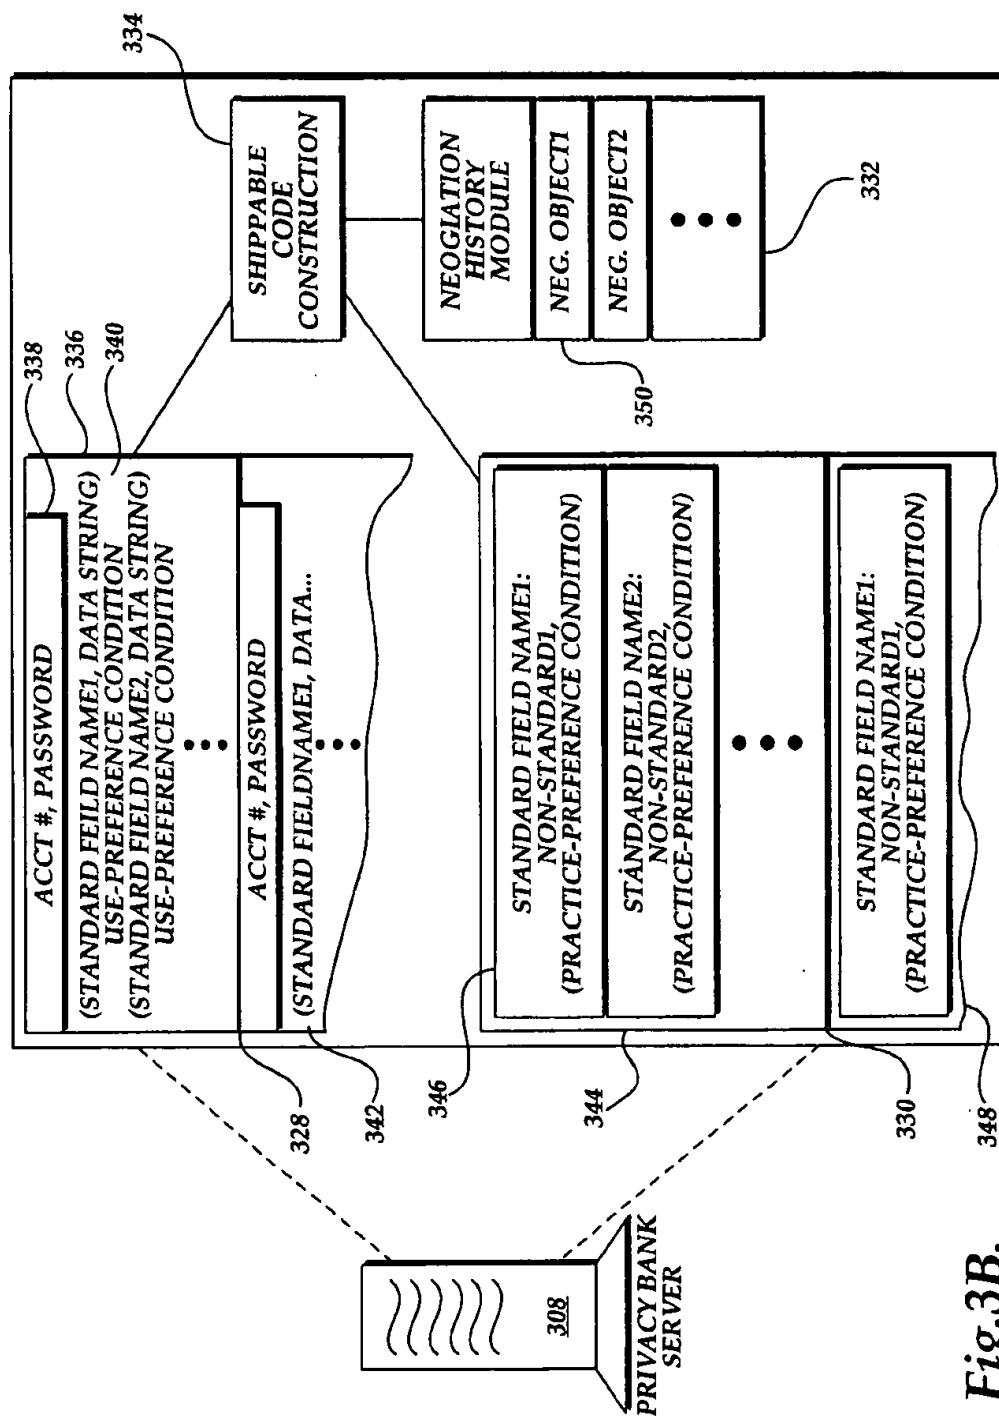 334
SHIPPABLE
CODE
CONSTRUCTION
NEOGIATION
HISTORY
MODULE
NEG. OBJECT1
NEG. OBJECT2
332
350
338
336
340
ACCT #, PASSWORD
(STANDARD FEILD NAME1, DATA STRING)
USE-PREFERENCE CONDITION
(STANDARD FIELD NAME2, DATA STRING)
USE-PREFERENCE CONDITION
•••
ACCT #, PASSWORD
(STANDARD FIELDNAME1, DATA...
•••
328
342
STANDARD FIELD NAME1:
NON-STANDARD1,
(PRACTICE-PREFERENCE CONDITION)
STANDARD FIELD NAME2:
NON-STANDARD2,
(PRACTICE-PREFERENCE CONDITION)
•••
STANDARD FIELD NAME1:
NON-STANDARD1,
(PRACTICE-PREFERENCE CONDITION)
346
344
330
348
308
PRIVACY BANK
SERVER
Fig.3B.